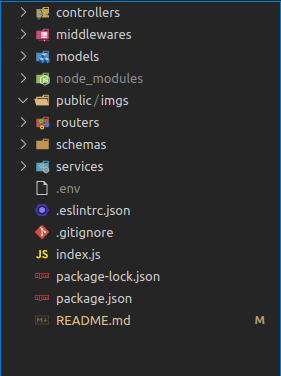 controllers
middlewares
models
node_modules
public/imgs
routers
schemas
services
.env
.eslintrc.json
.gitignore
JS index.js
package-lock.json
package.json
README.md M